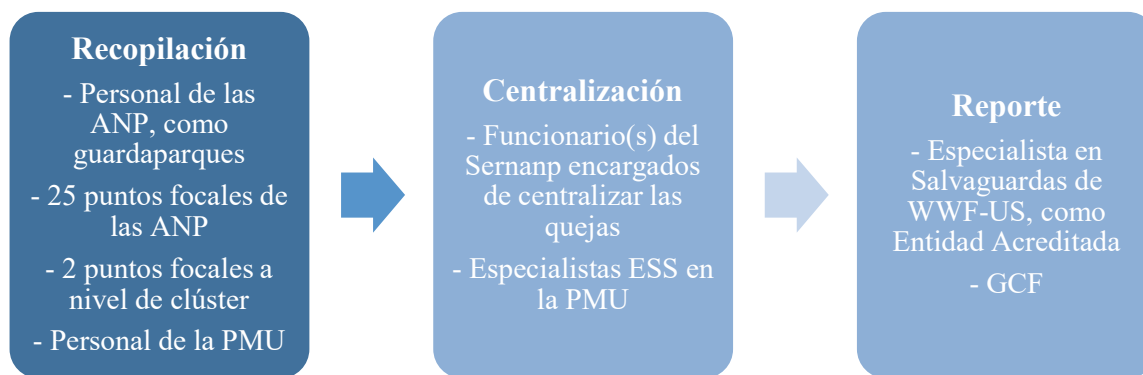 Recopilación
- Personal de las
ANP, como
guardaparques
- 25 puntos focales de
las ANP
- 2 puntos focales a
nivel de clúster
- Personal de la PMU
Centralización
- Funcionario(s) del
Sernanp encargados
de centralizar las
quejas
- Especialistas ESS en
la PMU
Reporte
- Especialista en
Salvaguardas de
WWF-US, como
Entidad Acreditada
- GCF